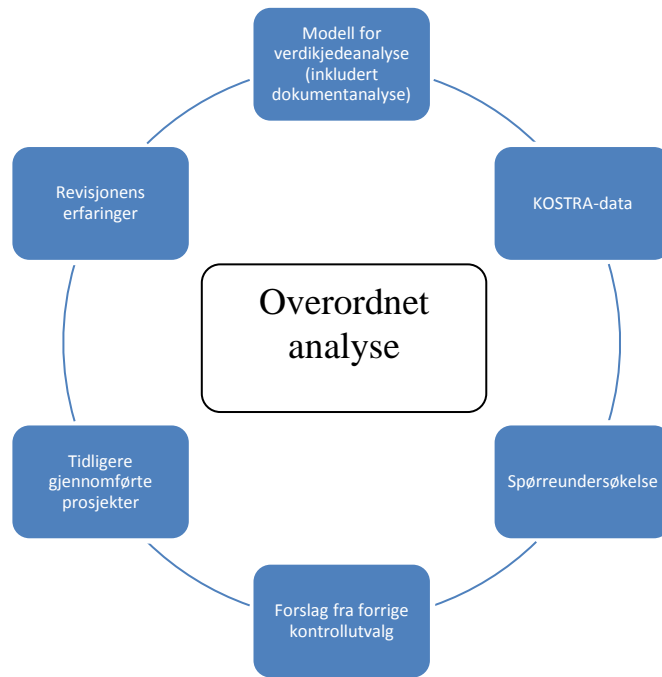 Modell for
verdikjedeanalyse
(inkludert
dokumentanalyse)
Revisjonens
erfaringer
KOSTRA-data
Overordnet
analyse
Tidligere
gjennomførte
prosjekter
Spørreundersøkelse
Forslag fra forrige
kontrollutvalg